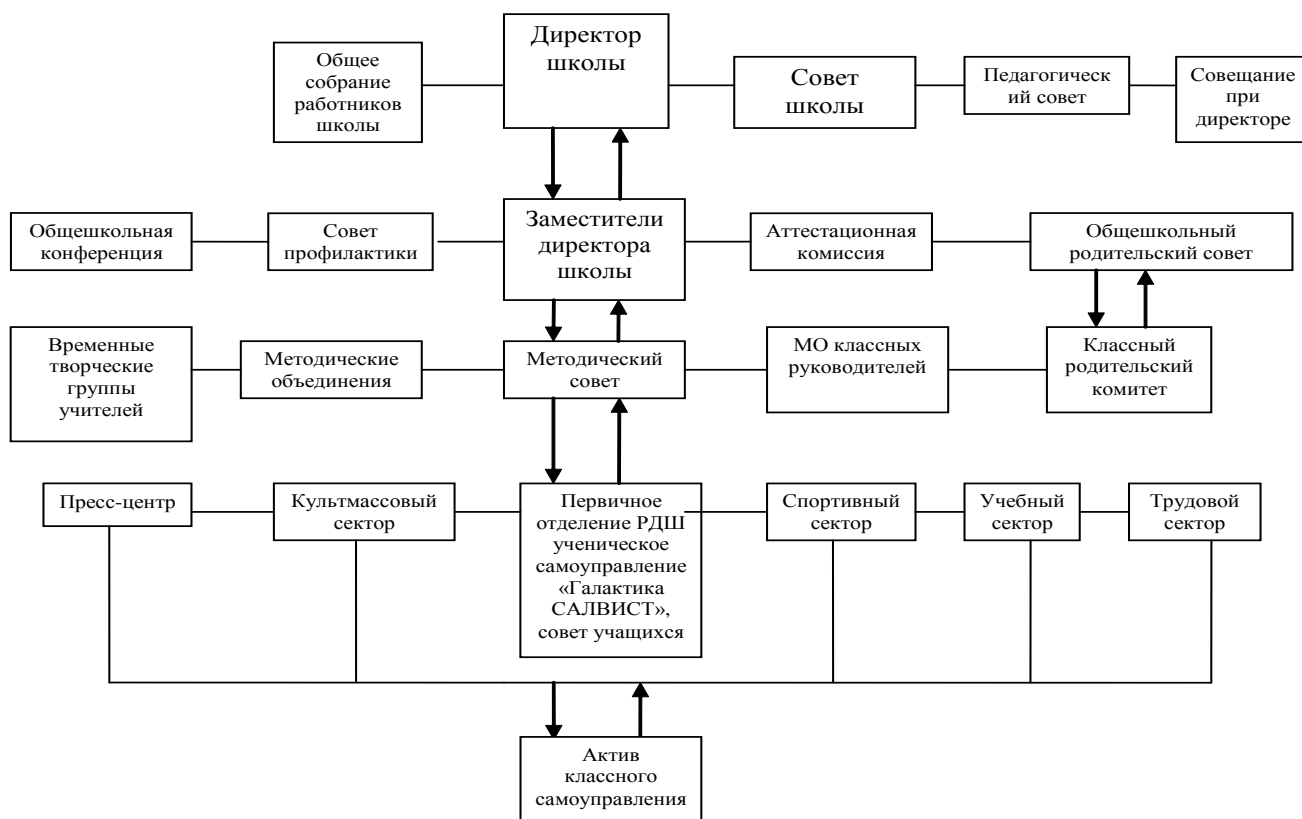 Директор
школы
Общее
собрание
работников
школы
Совет
школы
Педагогическ
ий совет
Совещание
при
директоре
Общешкольная
конференция
Совет
профилактики
Заместители
директора
школы
Аттестационная
комиссия
Общешкольный
родительский совет
Временные
творческие
группы
учителей
Методические
объединения
Методический
совет
МО классных
руководителей
Классный
родительский
комитет
Пресс-центр
Культмассовый
сектор
Первичное
отделение РДШ
ученическое
самоуправление
«Галактика
САЛВИСТ»,
совет учащихся
Спортивный
сектор
Учебный
сектор
Трудовой
сектор
Актив
классного
самоуправления